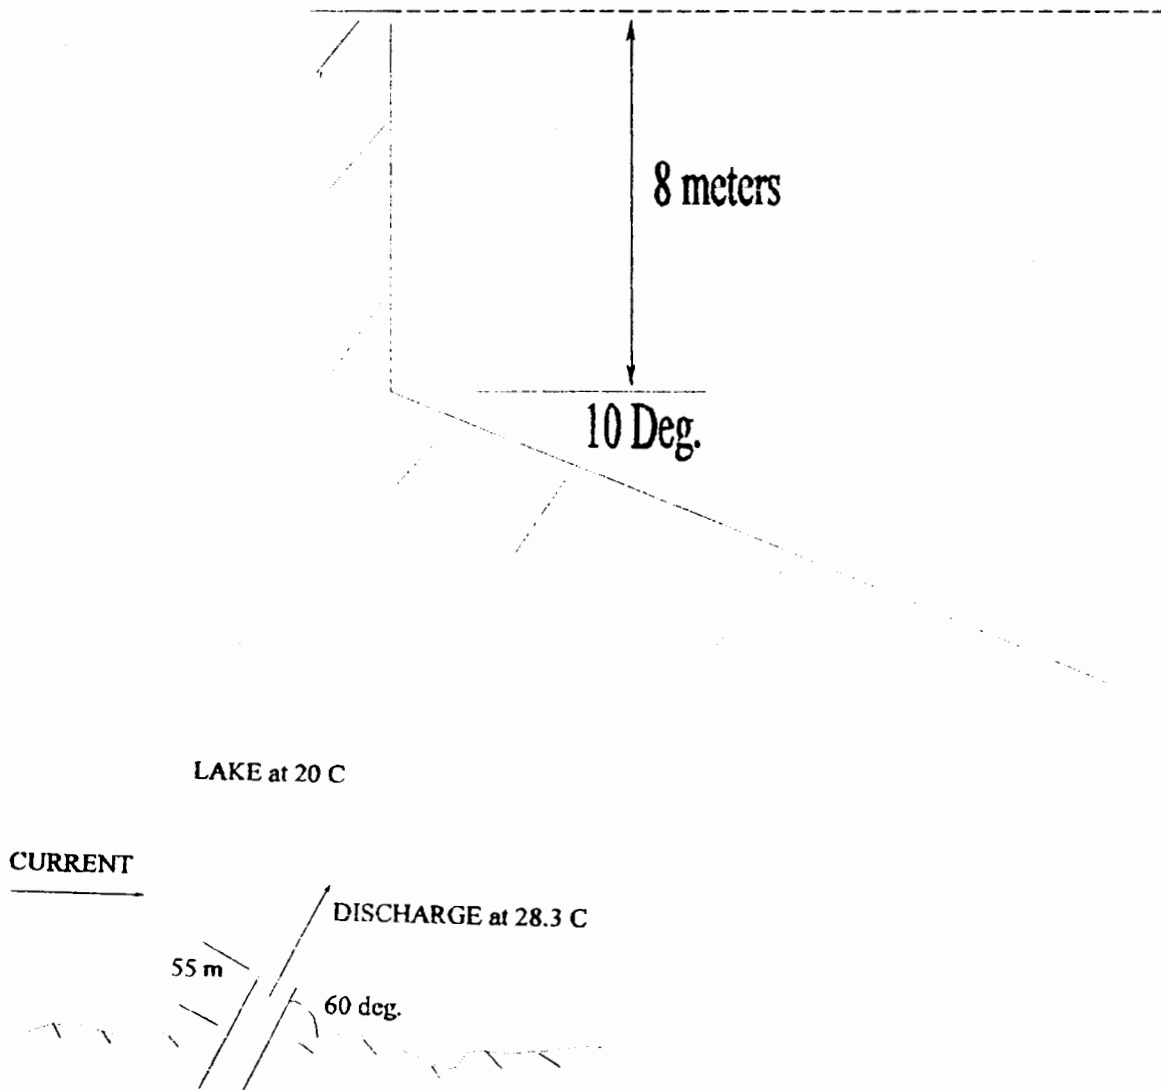 8 meters
10 Deg.
LAKE at 20 C
CURRENT
DISCHARGE at 28.3 C
55 m
60 deg.